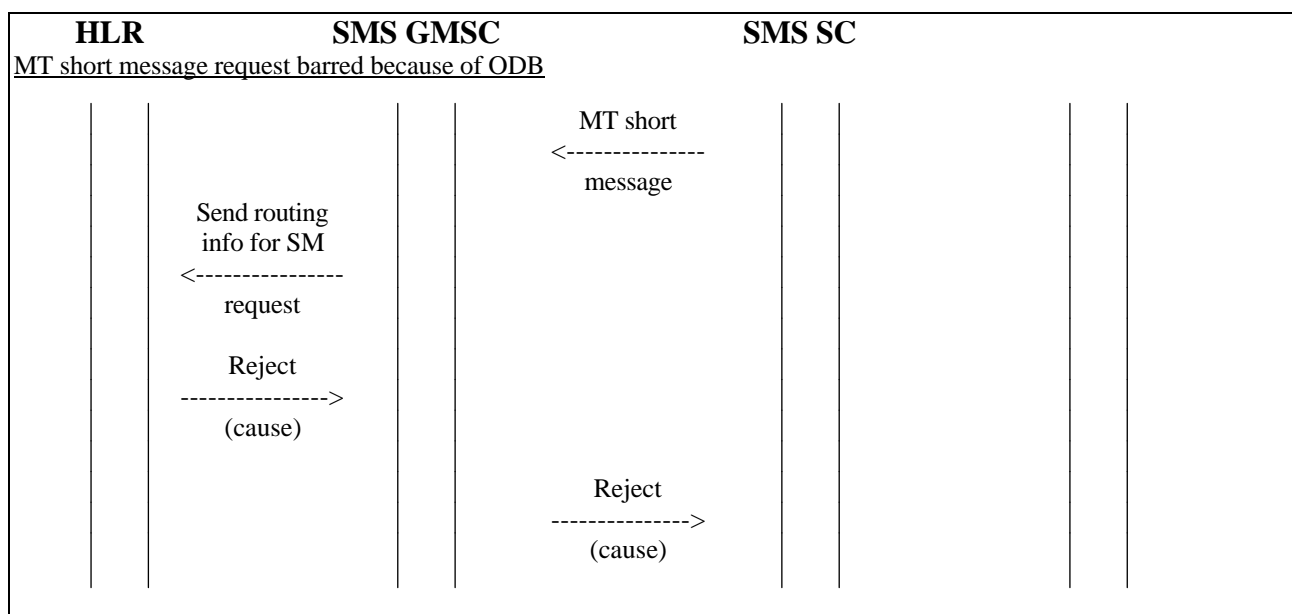 HLR SMS GMSC SMS SC
MT short message request barred because of ODB
MT short
<---------------
message
Send routing
info for SM
<----------------
request
Reject
---------------->
(cause)
Reject
--------------->
(cause)